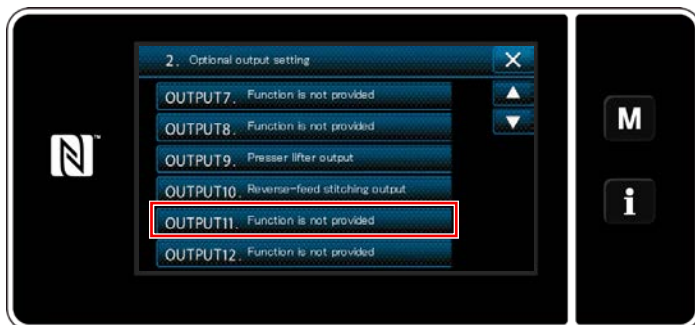 2. Optional output setting
OUTPUT7. Function is not provided
OUTPUT8. Function is not provided
OUTPUT9. Presser lifter output
OUTPUT10. Reverse-feed stitching output
OUTPUT11. Function is not provided
OUTPUT12. Function is not provided
M
i